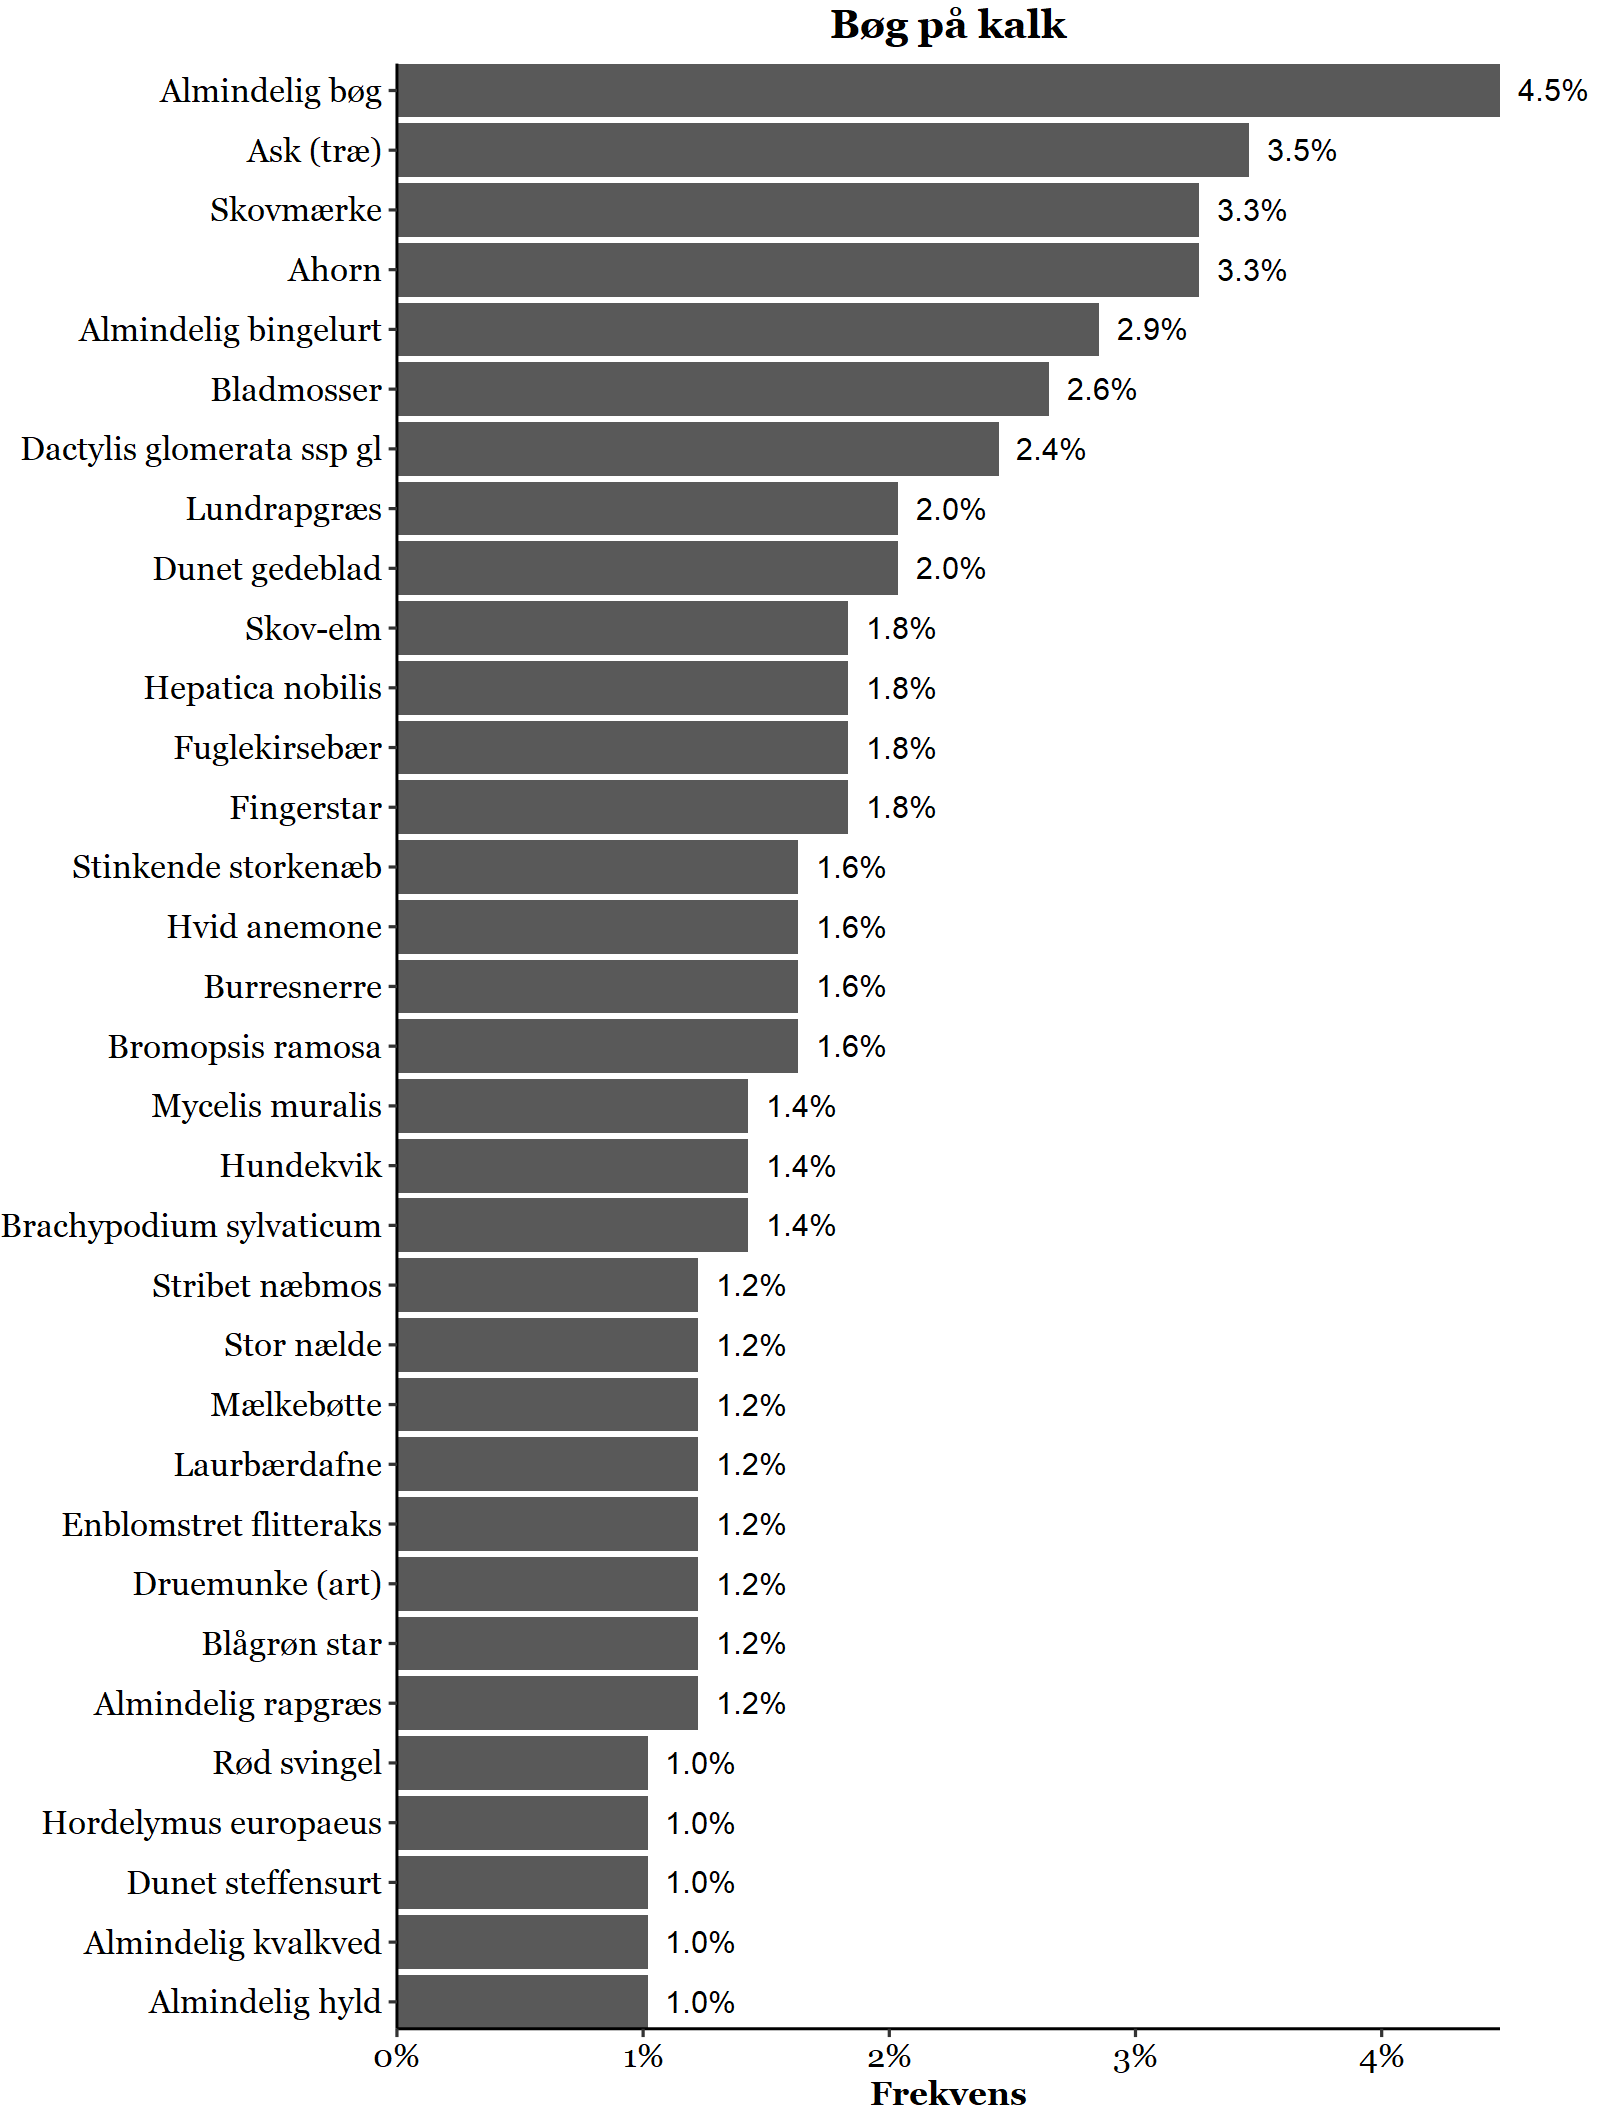 Bøg på kalk
Almindelig bøg 4.5%
Ask (træ) 3.5%
Skovmærke 3.3%
Ahorn 3.3%
Almindelig bingelurt 2.9%
Bladmosser 2.6%
Dactylis glomerata ssp gl 2.4%
Lundrapgræs 2.0%
Dunet gedeblad 2.0%
Skov-elm 1.8%
Hepatica nobilis 1.8%
Fuglekirsebær 1.8%
Fingerstar 1.8%
Stinkende storkenæb 1.6%
Hvid anemone 1.6%
Burresnerre 1.6%
Bromopsis ramosa 1.6%
Mycelis muralis 1.4%
Hundekvik 1.4%
Brachypodium sylvaticum 1.4%
Stribet næbmos 1.2%
Stor nælde 1.2%
Mælkebøtte 1.2%
Laurbærdafne 1.2%
Enblomstret flitteraks 1.2%
Druemunke (art) 1.2%
Blågrøn star 1.2%
Almindelig rapgræs 1.2%
Rød svingel 1.0%
Hordelymus europaeus 1.0%
Dunet steffensurt 1.0%
Almindelig kvalkved 1.0%
Almindelig hyld 1.0%
0% 1% 2% 3% 4%
Frekvens